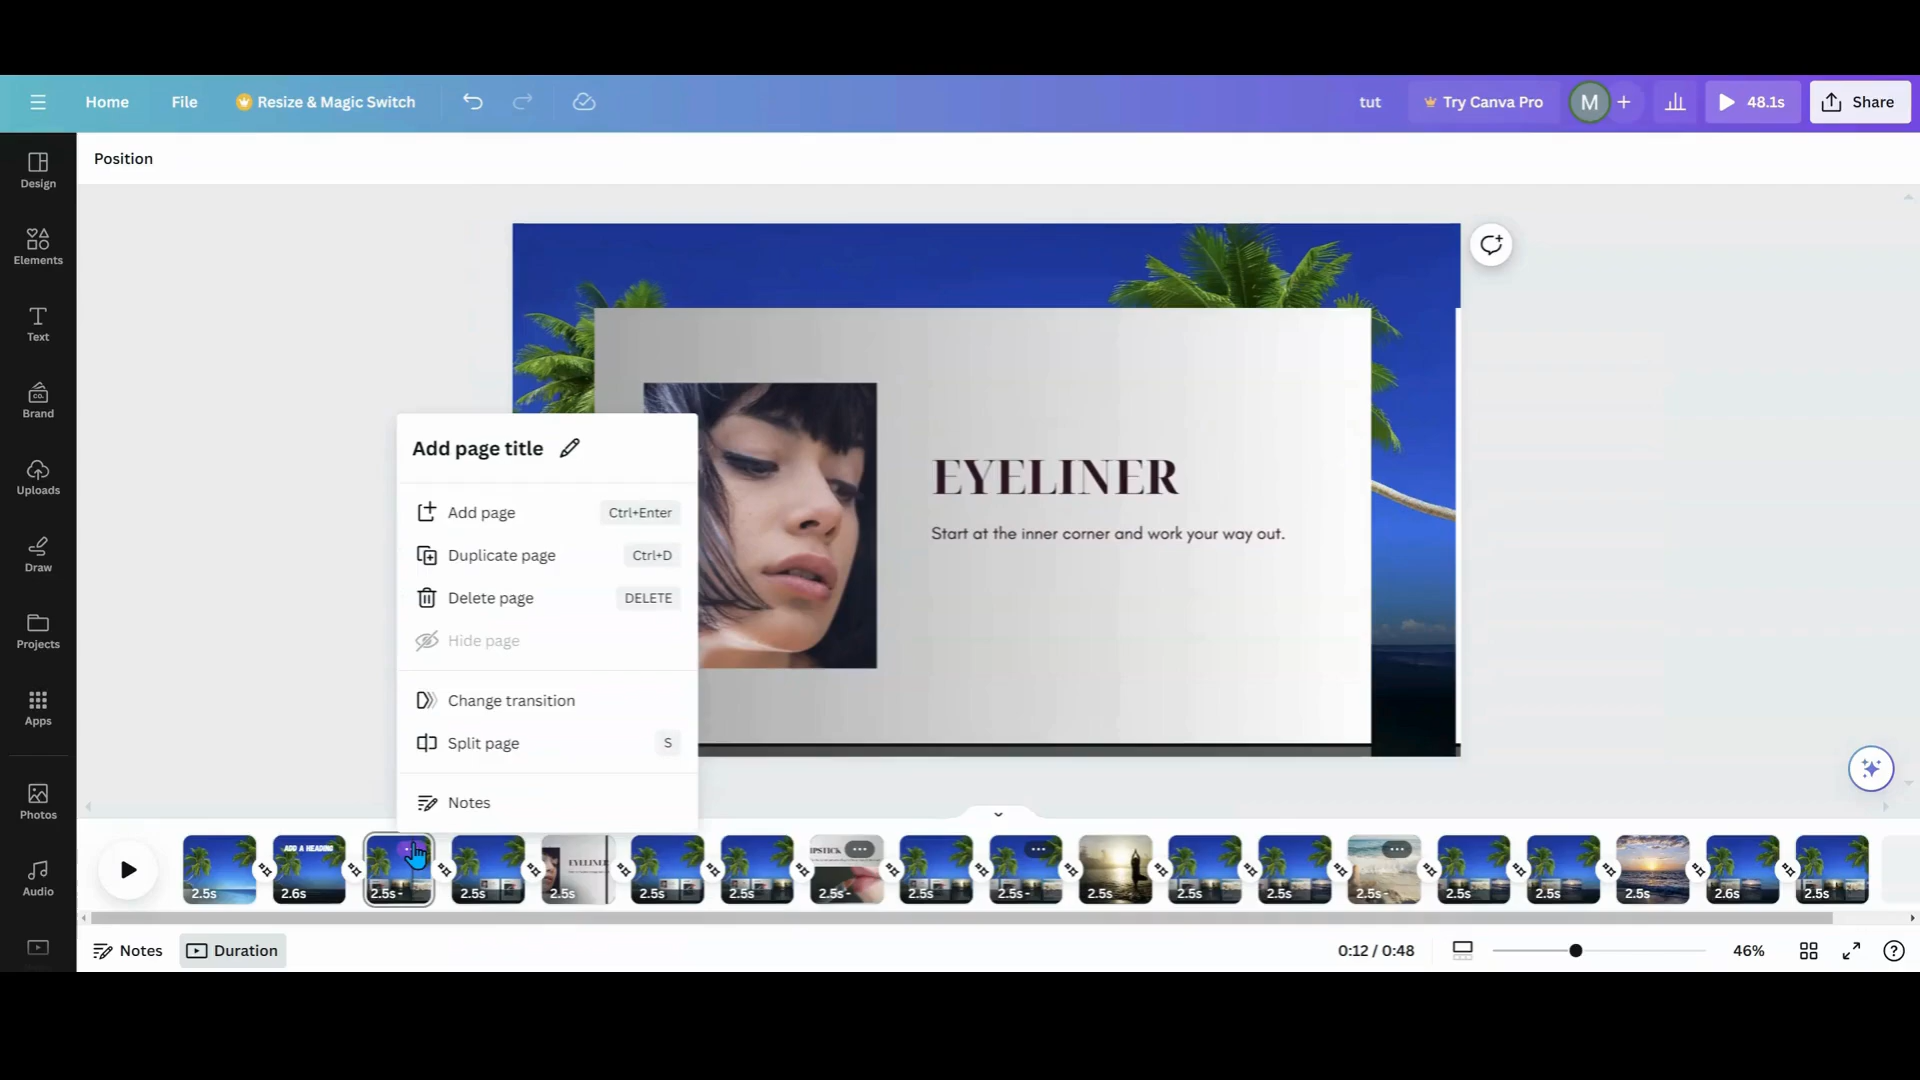 Home File Resize & Magic Switch tut Try Canva Pro M 48.1s Share
Position
Design
Elements
Text
Brand
Uploads
Draw
Projects
Apps
Photos
Audio
EYELINER
Start at the inner corner and work your way out.
Add page title
Add page Ctrl+Enter
Duplicate page Ctrl+D
Delete page DELETE
Hide page
Change transition
Split page S
Notes
ADD A HEADING
EYELINER
2.5s 2.6s 2.5s- 2.5s 2.5s 2.5s 2.5s 2.5s- 2.5s 2.5s- 2.5s 2.5s 2.5s 2.5s- 2.5s 2.5s 2.5s 2.6s 2.5s
Notes Duration 0:12 / 0:48 46%